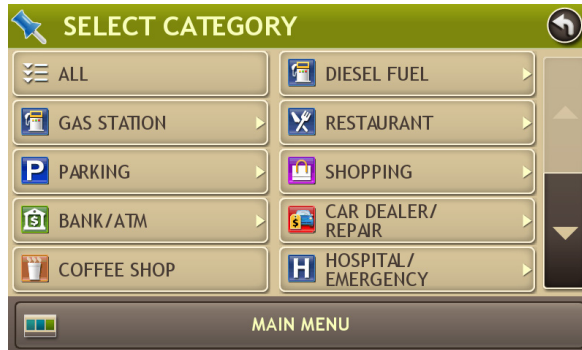 SELECT CATEGORY
ALL
DIESEL FUEL
GAS STATION
RESTAURANT
P PARKING
SHOPPING
$ BANK/ATM
$ CAR DEALER/
REPAIR
COFFEE SHOP
H HOSPITAL/
EMERGENCY
MAIN MENU